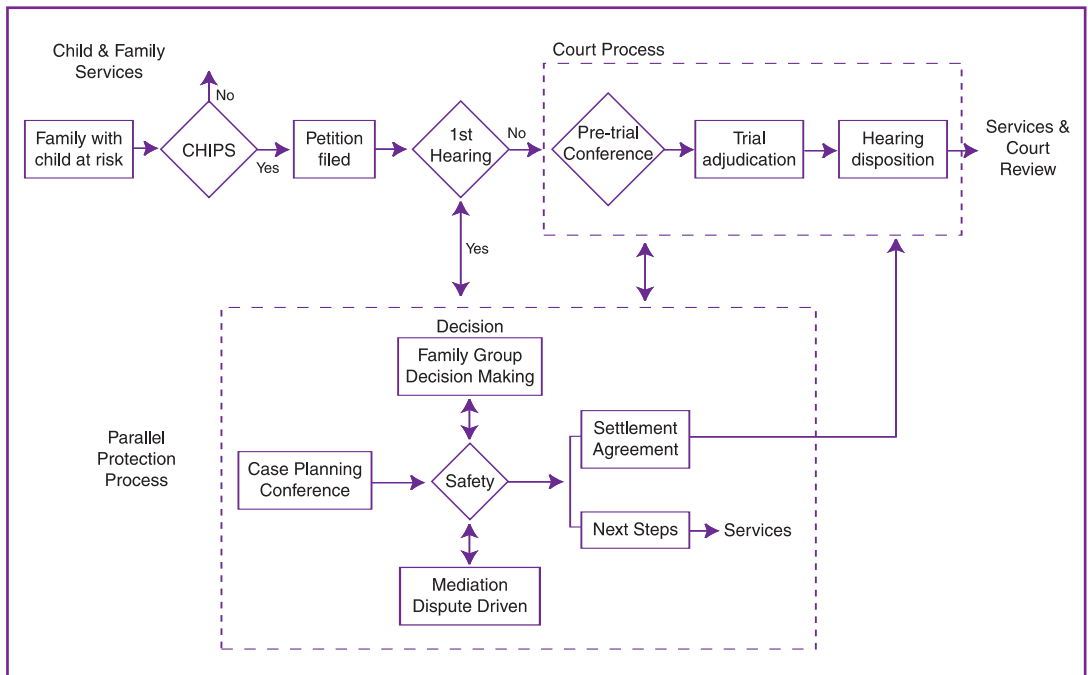 Child & Family
Services
Court Process
No
Family with
child at risk
CHIPS
Yes
Petition
filed
1st
Hearing
No
Pre-trial
Conference
Trial
adjudication
Hearing
disposition
Services &
Court
Review
Yes
Decision
Family Group
Decision Making
Parallel
Protection
Process
Case Planning
Conference
Safety
Settlement
Agreement
Next Steps
Services
Mediation
Dispute Driven